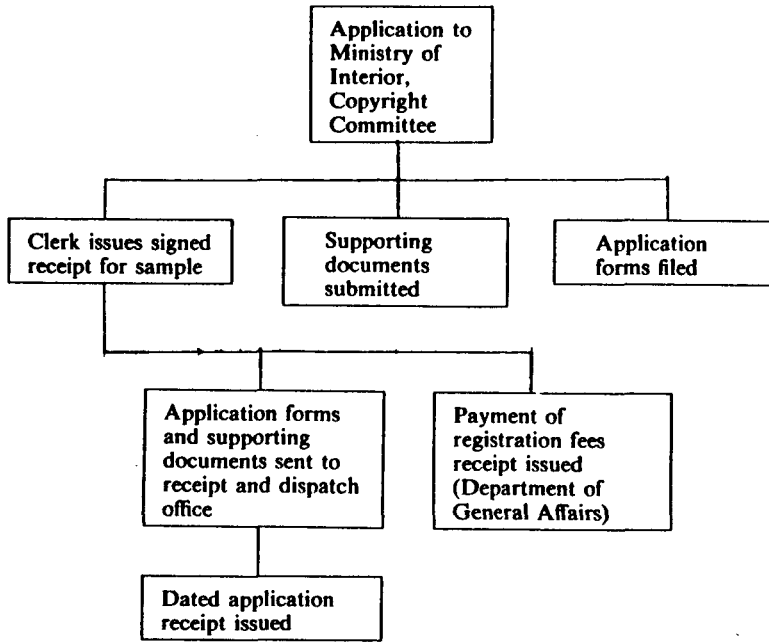 Application to
Ministry of
Interior,
Copyright
Committee
Clerk issues signed
receipt for sample
Supporting
documents
submitted
Application
forms filed
Application forms
and supporting
documents sent to
receipt and dispatch
office
Payment of
registration fees
receipt issued
(Department of
General Affairs)
Dated application
receipt issued